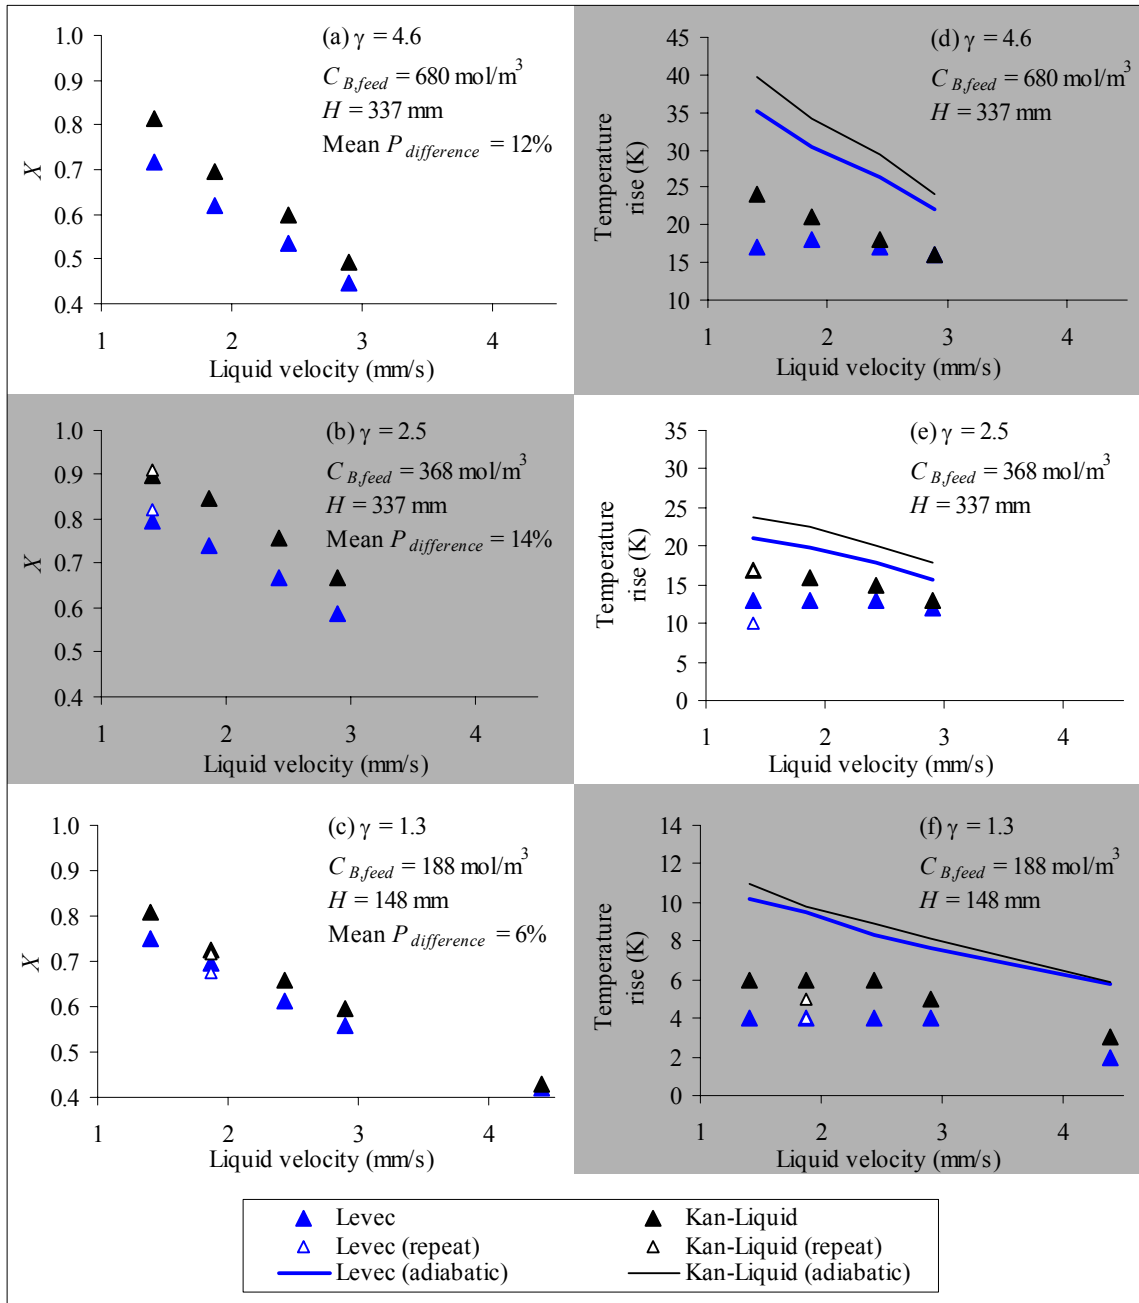 (a) γ = 4.6
C B,feed = 680 mol/m3
H = 337 mm
Mean P difference = 12%
1.0
0.9
0.8
0.7
0.6
0.5
0.4
X
1 2 3 4
Liquid velocity (mm/s)
(d) γ = 4.6
C B,feed = 680 mol/m3
H = 337 mm
45
40
35
30
25
20
15
10
Temperature
rise (K)
1 2 3 4
Liquid velocity (mm/s)
(b) γ = 2.5
C B,feed = 368 mol/m3
H = 337 mm
Mean P difference = 14%
1.0
0.9
0.8
0.7
0.6
0.5
0.4
X
1 2 3 4
Liquid velocity (mm/s)
(e) γ = 2.5
C B,feed = 368 mol/m3
H = 337 mm
35
30
25
20
15
10
5
0
Temperature
rise (K)
1 2 3 4
Liquid velocity (mm/s)
(c) γ = 1.3
C B,feed = 188 mol/m3
H = 148 mm
Mean P difference = 6%
1.0
0.9
0.8
0.7
0.6
0.5
0.4
X
1 2 3 4
Liquid velocity (mm/s)
(f) γ = 1.3
C B,feed = 188 mol/m3
H = 148 mm
14
12
10
8
6
4
2
0
Temperature
rise (K)
1 2 3 4
Liquid velocity (mm/s)
Levec Kan-Liquid
Levec (repeat) Kan-Liquid (repeat)
Levec (adiabatic) Kan-Liquid (adiabatic)